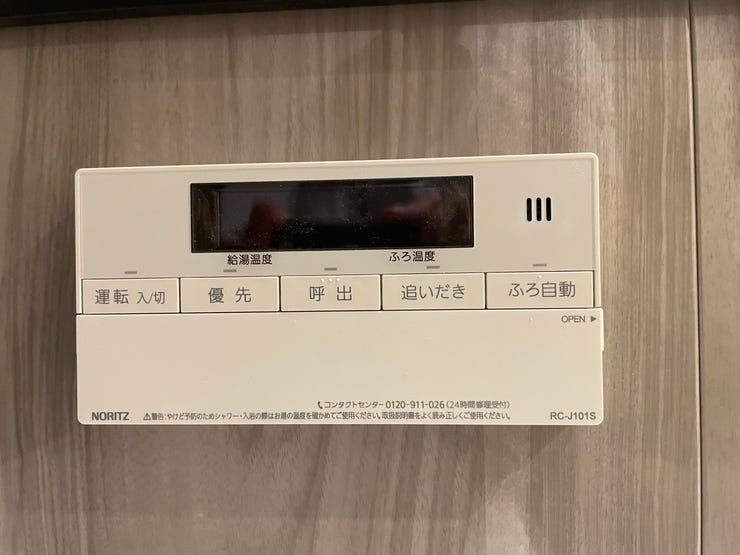 給湯温度 ふろ温度
運転 入/切 優先 呼出 追いだき ふろ自動
OPEN ▶
コンタクトセンター 0120-911-026 (24時間修理受付)
NORITZ ⚠警告:やけど予防のためシャワー・入浴の際はお湯の温度を確かめてご使用ください。取扱説明書をよく読み正しくご使用ください。 RC-J101S